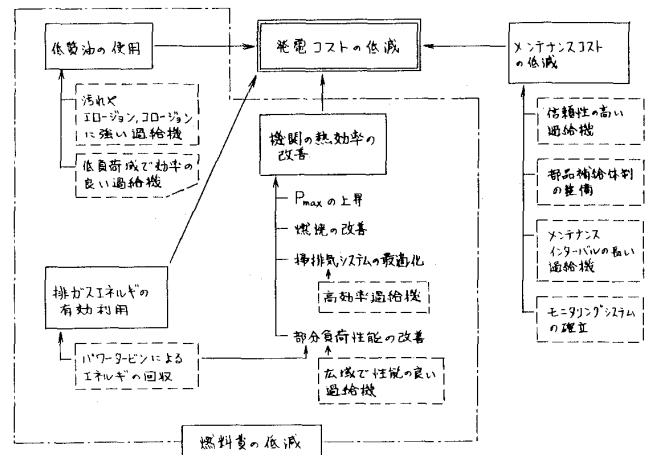 低質油の使用
発電コストの低減
メンテナンスコスト
の低減
汚れや
エロージョン,コロージョン
に強い過給機
低負荷域で効率の
良い過給機
機関の熱効率の
改善
Pmaxの上昇
燃焼の改善
掃排気システムの最適化
高効率過給機
部分負荷性能の改善
広域で性能の良い
過給機
排ガスエネルギの
有効利用
パワータービンによる
エネルギの回収
信頼性の高い
過給機
部品補給体制
の整備
メンテナンス
インターバルの長い
過給機
モニタリングシステム
の確立
燃料費の低減